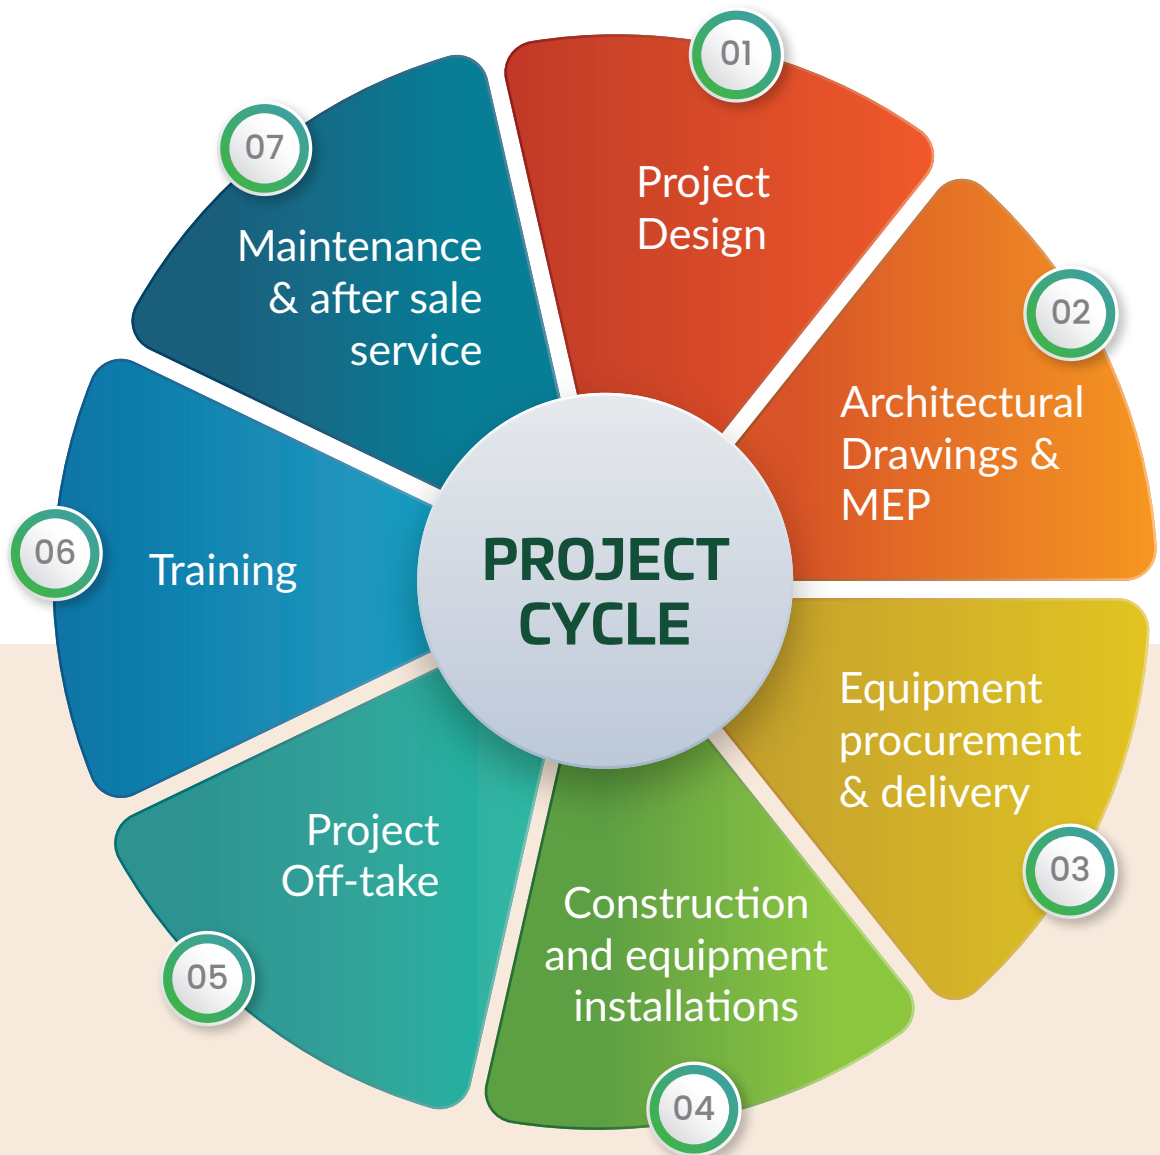 PROJECT
CYCLE
01
Project
Design
02
Architectural
Drawings &
MEP
Equipment
procurement
& delivery
03
Construction
and equipment
installations
04
Project
Off-take
05
06
Training
07
Maintenance
& after sale
service